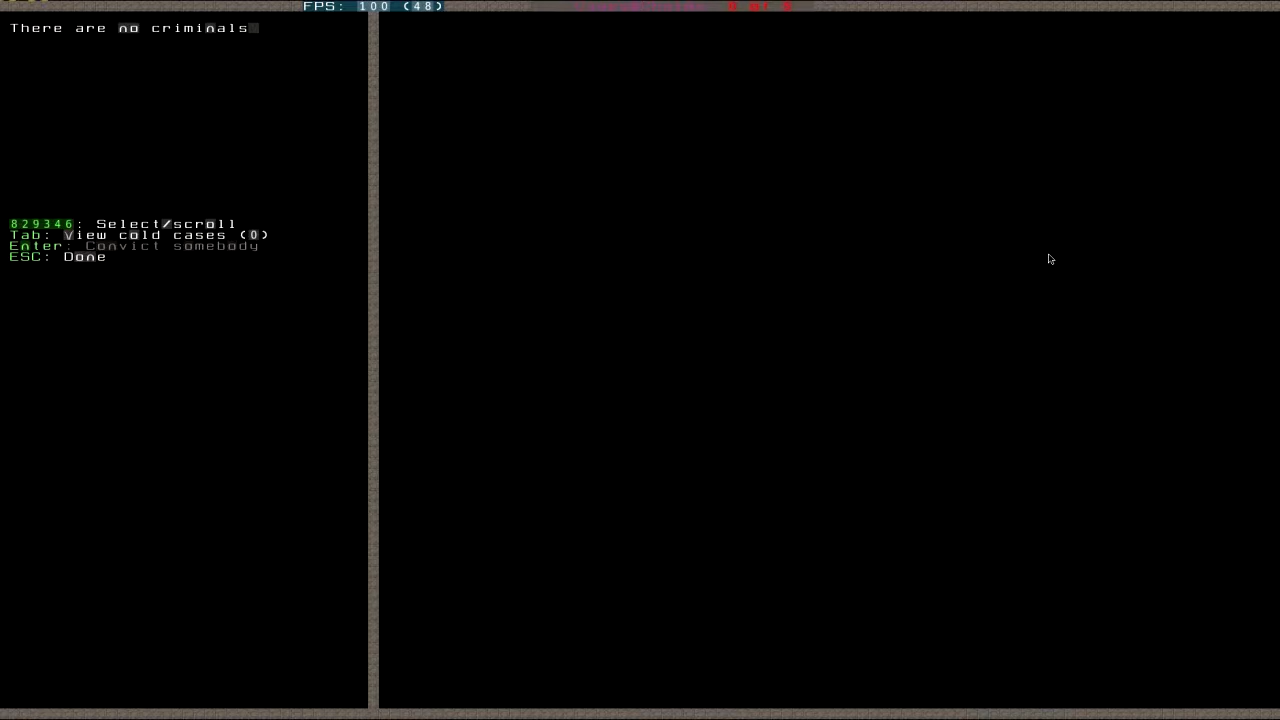 FPS: 100 (48)
There are no criminals.
829346: Select/scroll
Tab: View cold cases (0)
Enter: Convict somebody
ESC: Done